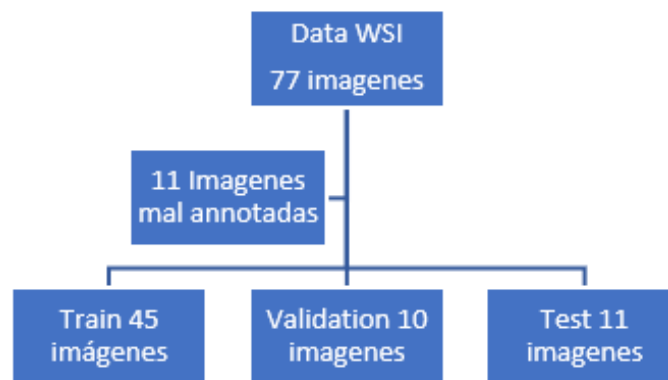 Data WSI
77 imagenes
11 Imagenes
mal annotadas
Train 45
imágenes
Validation 10
imagenes
Test 11
imagenes